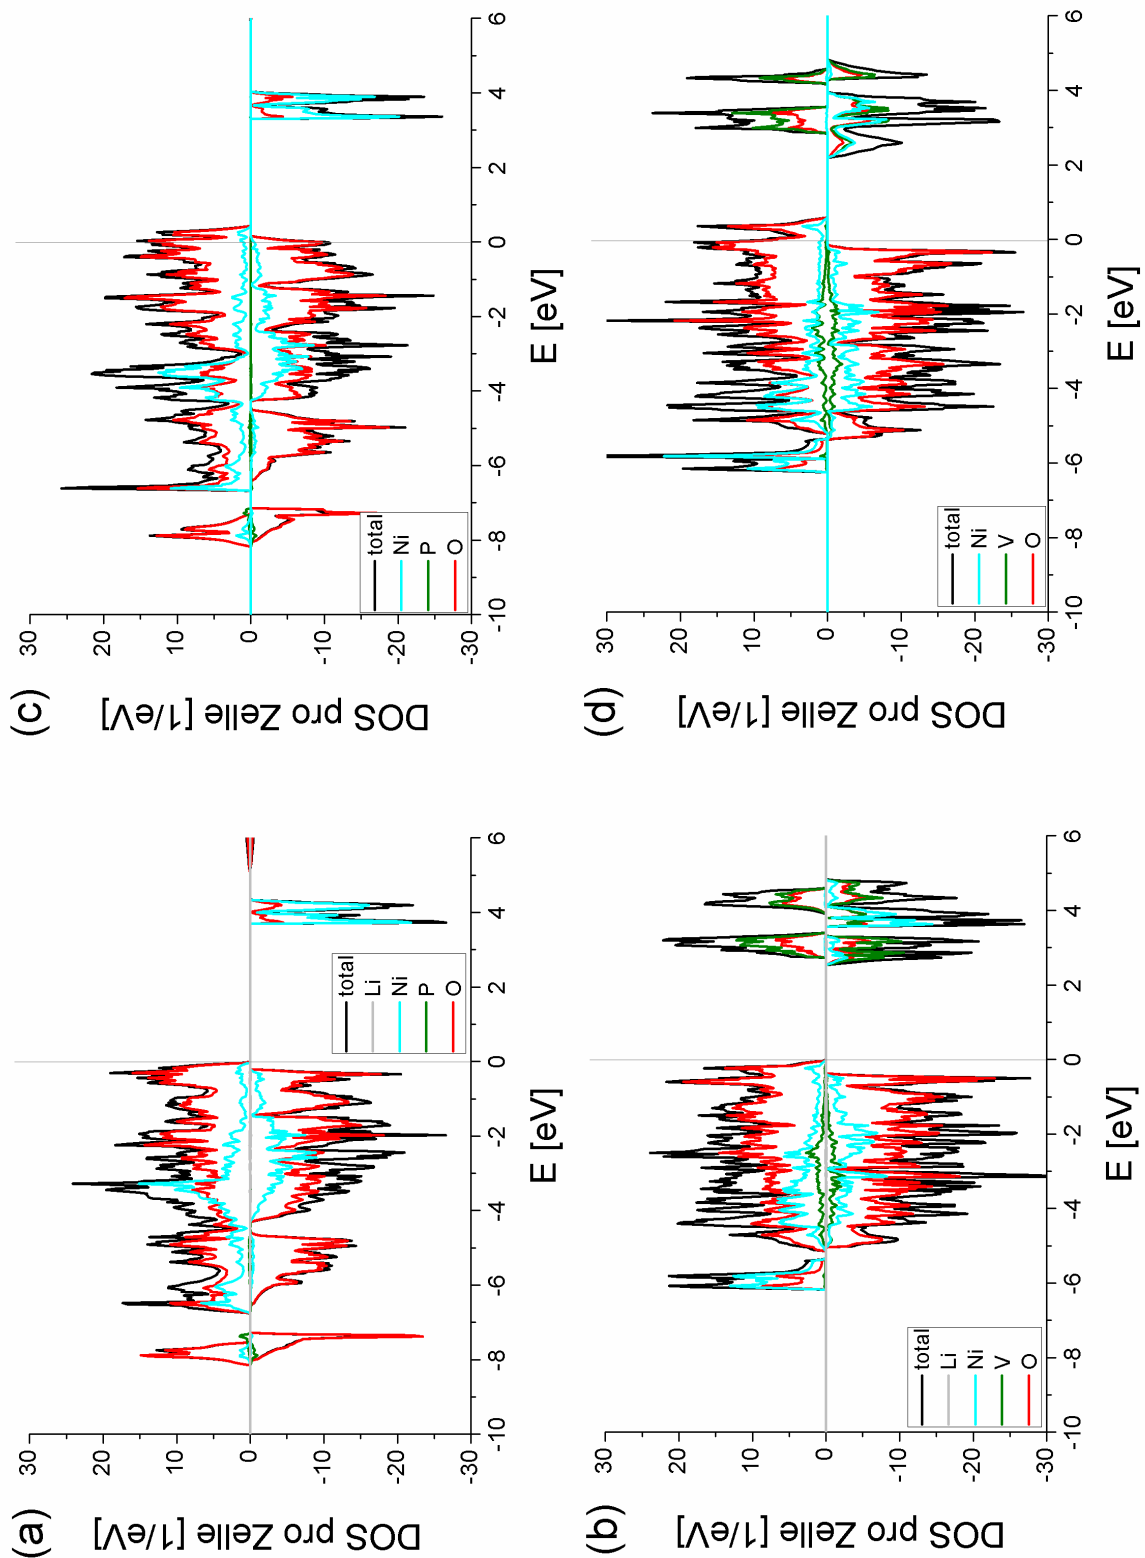 (a)
DOS pro Zelle [1/eV]
30
20
10
0
-10
-20
-30
total
Li
Ni
P
O
-10 -8 -6 -4 -2 0 2 4 6
E [eV]
(c)
DOS pro Zelle [1/eV]
30
20
10
0
-10
-20
-30
total
Ni
P
O
-10 -8 -6 -4 -2 0 2 4 6
E [eV]
(b)
DOS pro Zelle [1/eV]
30
20
10
0
-10
-20
-30
total
Li
Ni
V
O
-10 -8 -6 -4 -2 0 2 4 6
E [eV]
(d)
DOS pro Zelle [1/eV]
30
20
10
0
-10
-20
-30
total
Ni
V
O
-10 -8 -6 -4 -2 0 2 4 6
E [eV]